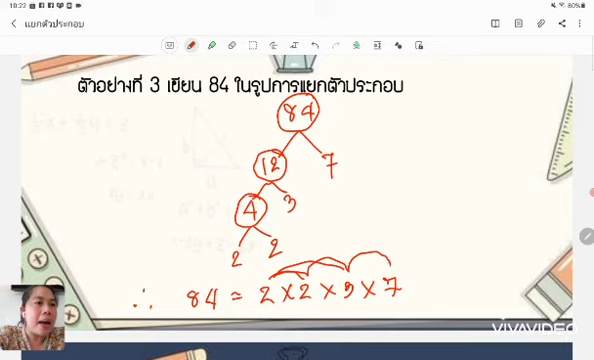 18:22
80%
แยกตัวประกอบ
ตัวอย่างที่ 3 เขียน 84 ในรูปการแยกตัวประกอบ
84
12 7
4 3
2 2
∴ 84 = 2 × 2 × 3 × 7
VIVAVIDEO